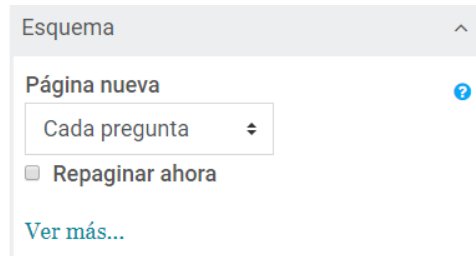 Esquema
Página nueva
Cada pregunta
Repaginar ahora
Ver más...